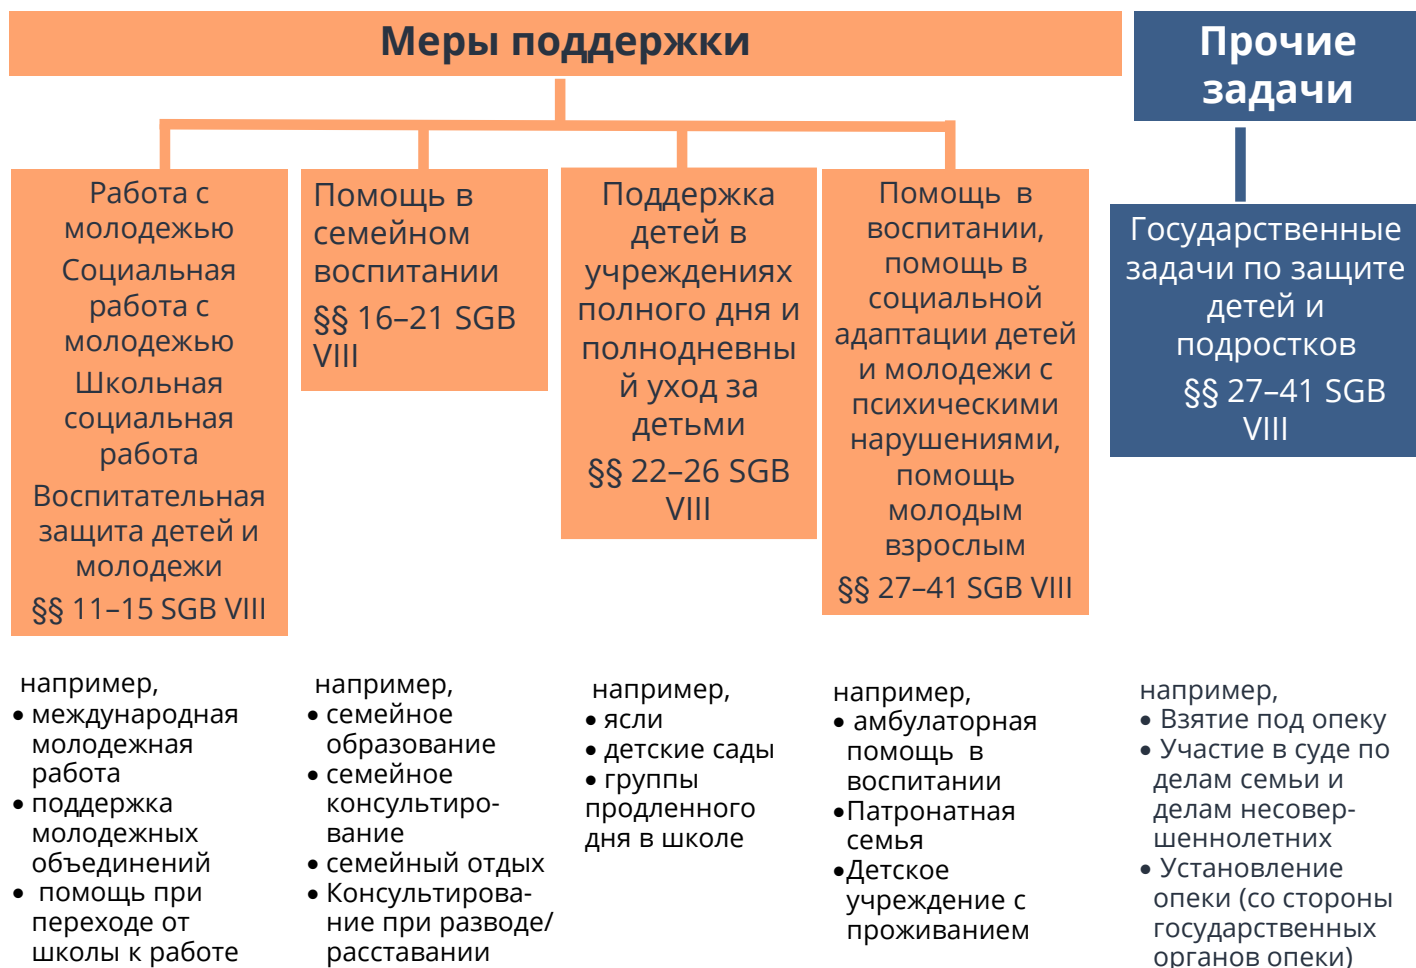 Меры поддержки
Прочие
задачи
Работа с
молодежью
Социальная
работа с
молодежью
Школьная
социальная
работа
Воспитательная
защита детей и
молодежи
§§ 11–15 SGB VIII
Помощь в
семейном
воспитании
§§ 16–21 SGB
VIII
Поддержка
детей в
учреждениях
полного дня и
полнодневны
й уход за
детьми
§§ 22–26 SGB
VIII
Помощь в
воспитании,
помощь в
социальной
адаптации детей
и молодежи с
психическими
нарушениями,
помощь
молодым
взрослым
§§ 27–41 SGB VIII
Государственные
задачи по защите
детей и
подростков
§§ 27–41 SGB
VIII
например,
• международная
молодежная
работа
• поддержка
молодежных
объединений
• помощь при
переходе от
школы к работе
например,
• семейное
образование
• семейное
консультиро-
вание
• семейный отдых
• Консультирова-
ние при разводе/
расставании
например,
• ясли
• детские сады
• группы
продленного
дня в школе
например,
• амбулаторная
помощь в
воспитании
•Патронатная
семья
•Детское
учреждение с
проживанием
например,
• Взятие под опеку
• Участие в суде по
делам семьи и
делам несовер-
шеннолетних
• Установление
опеки (со стороны
государственных
органов опеки)